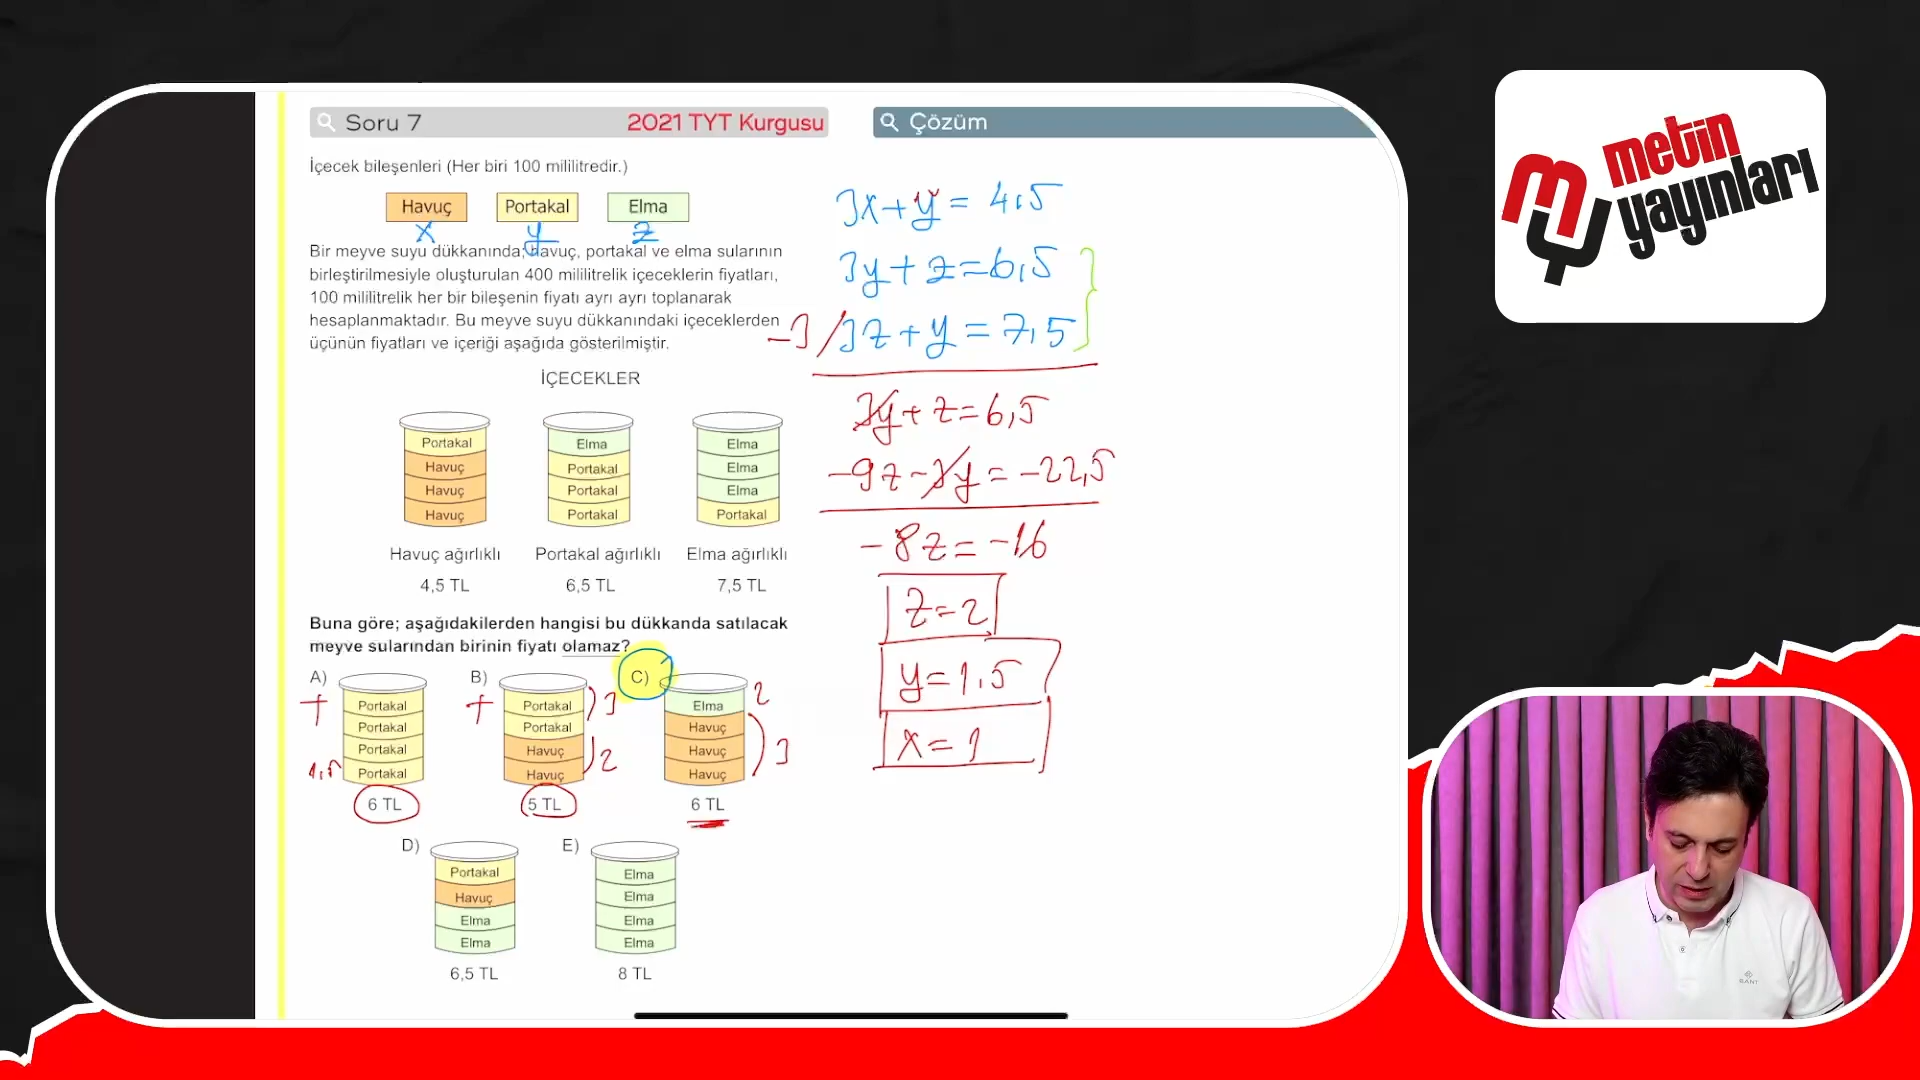 Soru 7
2021 TYT Kurgusu
İçecek bileşenleri (Her biri 100 mililitredir.)
Havuç
Portakal
Elma
x
y
z
Bir meyve suyu dükkanında; havuç, portakal ve elma sularının
birleştirilmesiyle oluşturulan 400 mililitrelik içeceklerin fiyatları,
100 mililitrelik her bir bileşenin fiyatı ayrı ayrı toplanarak
hesaplanmaktadır. Bu meyve suyu dükkanındaki içeceklerden
üçünün fiyatları ve içeriği aşağıda gösterilmiştir.
İÇECEKLER
Portakal
Havuç
Havuç
Havuç
Havuç ağırlıklı
4,5 TL
Elma
Portakal
Portakal
Portakal
Portakal ağırlıklı
6,5 TL
Elma
Elma
Elma
Portakal
Elma ağırlıklı
7,5 TL
Buna göre; aşağıdakilerden hangisi bu dükkanda satılacak
meyve sularından birinin fiyatı olamaz?
A)
Portakal
Portakal
Portakal
Portakal
1,5
6 TL
B)
Portakal
Portakal
Havuç
Havuç
3
2
5 TL
C)
Elma
Havuç
Havuç
Havuç
2
3
6 TL
D)
Portakal
Havuç
Elma
Elma
6,5 TL
E)
Elma
Elma
Elma
Elma
8 TL
Çözüm
3x+y=4,5
3y+z=6,5
-3/3z+y=7,5
3y+z=6,5
-9z-3y=-22,5
-8z=-16
z=2
y=1,5
x=1
metin
yayınları